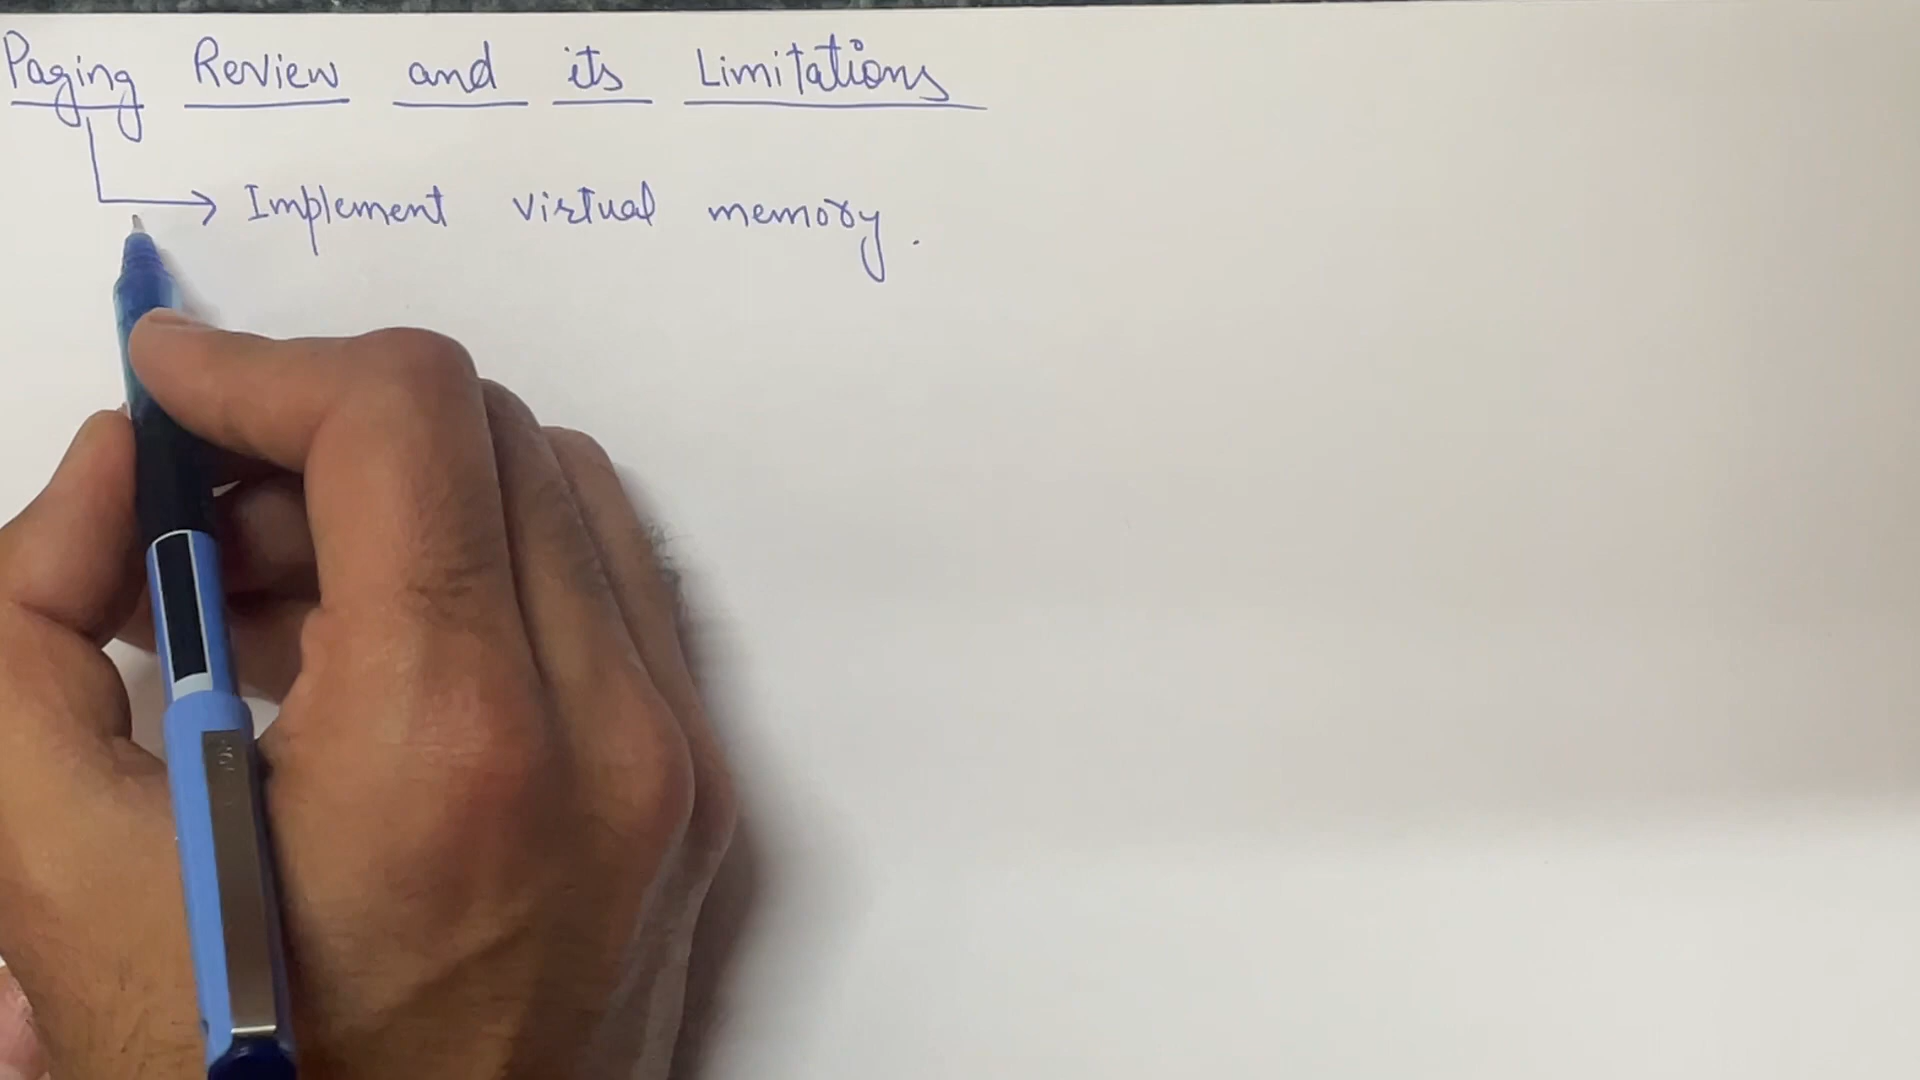 Paging Review and its Limitations
Implement virtual memory.